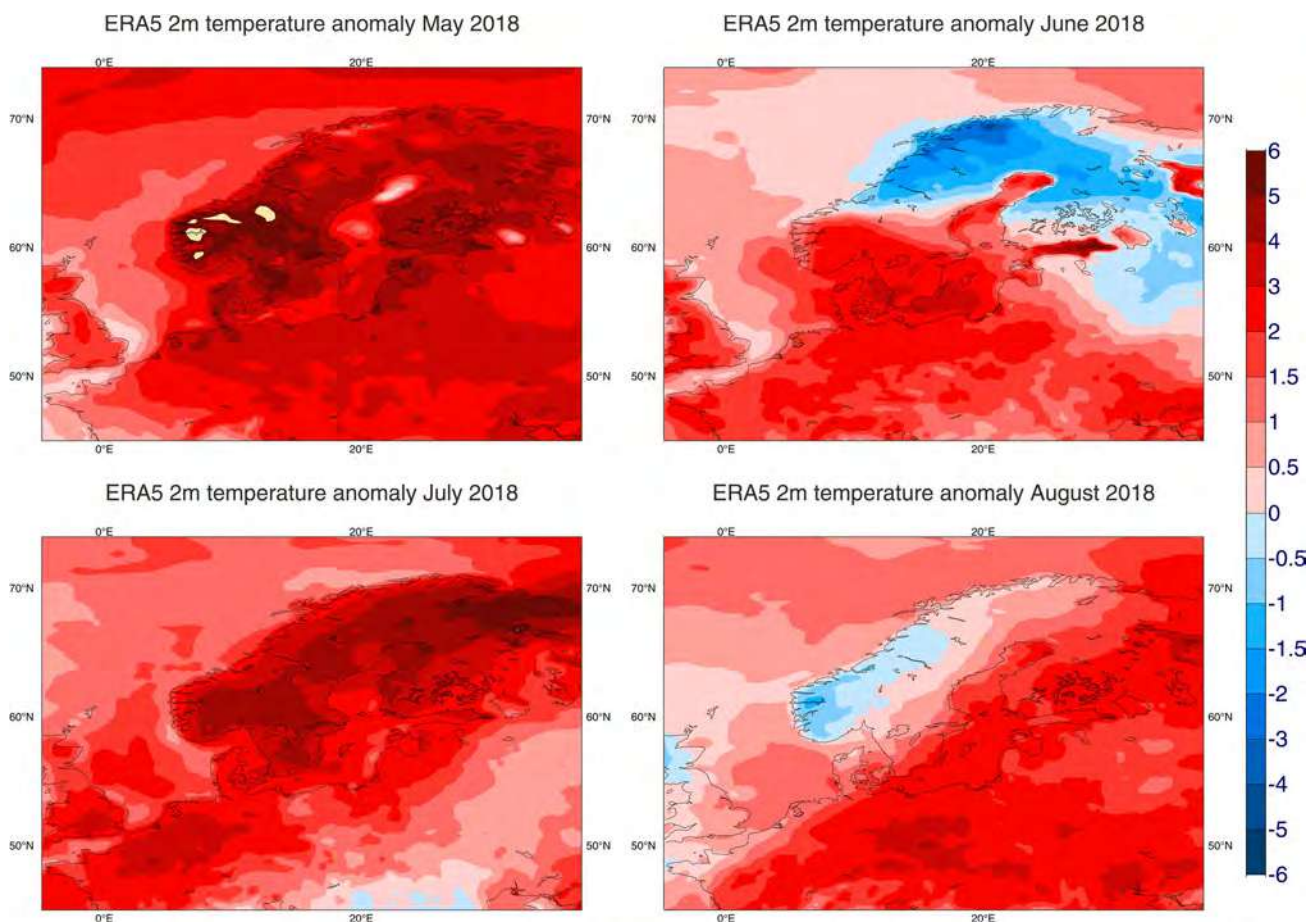 ERA5 2m temperature anomaly May 2018
ERA5 2m temperature anomaly June 2018
0°E 20°E
0°E 20°E
70°N 70°N
70°N 70°N
60°N 60°N
60°N 60°N
50°N 50°N
50°N 50°N
0°E 20°E
0°E 20°E
ERA5 2m temperature anomaly July 2018
ERA5 2m temperature anomaly August 2018
0°E 20°E
0°E 20°E
70°N 70°N
70°N 70°N
60°N 60°N
60°N 60°N
50°N 50°N
50°N 50°N
0°E 20°E
0°E 20°E
6
5
4
3
2
1.5
1
0.5
0
-0.5
-1
-1.5
-2
-3
-4
-5
-6